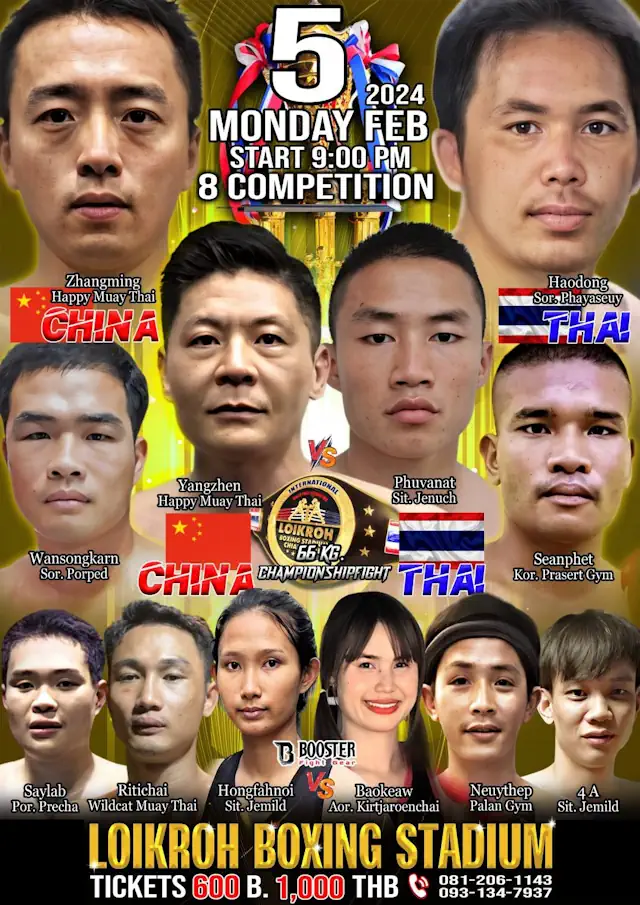 5
2024
MONDAY FEB
START 9:00 PM
8 COMPETITION
Zhangming
Happy Muay Thai
CHINA
Haodong
Sor. Phayaseuy
THAI
VS
Yangzhen
Happy Muay Thai
CHINA
Phuvanat
Sit. Jenuch
THAI
INTERNATIONAL
LOIKROH
BOXING STADIUM
66 KG.
CHAMPIONSHIPFIGHT
Wansongkarn
Sor. Porped
Seanphet
Kor. Prasert Gym
BOOSTER
Fight Gear
VS
Saylab
Por. Precha
Ritichai
Wildcat Muay Thai
Hongfahnoi
Sit. Jemild
Baokeaw
Aor. Kirtjaroenchai
Neuythep
Palan Gym
4 A
Sit. Jemild
LOIKROH BOXING STADIUM
TICKETS 600 B. 1,000 THB
081-206-1143
093-134-7937